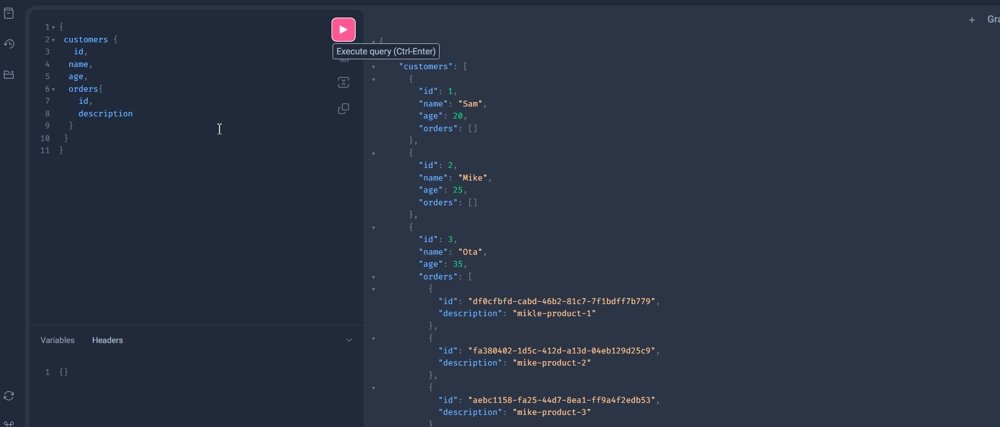 1 {
2 customers {
3 id,
4 name,
5 age,
6 orders{
7 id,
8 description
9 }
10 }
11 }
Execute query (Ctrl-Enter)
Variables Headers
1 {}
+ Gra
{
"customers": [
{
"id": 1,
"name": "Sam",
"age": 20,
"orders": []
},
{
"id": 2,
"name": "Mike",
"age": 25,
"orders": []
},
{
"id": 3,
"name": "Ota",
"age": 35,
"orders": [
{
"id": "df0cfbfd-cabd-46b2-81c7-7f1bdff7b779",
"description": "mikle-product-1"
},
{
"id": "fa380402-1d5c-412d-a13d-04eb129d25c9",
"description": "mike-product-2"
},
{
"id": "aebc1158-fa25-44d7-8ea1-ff9a4f2edb53",
"description": "mike-product-3"
}